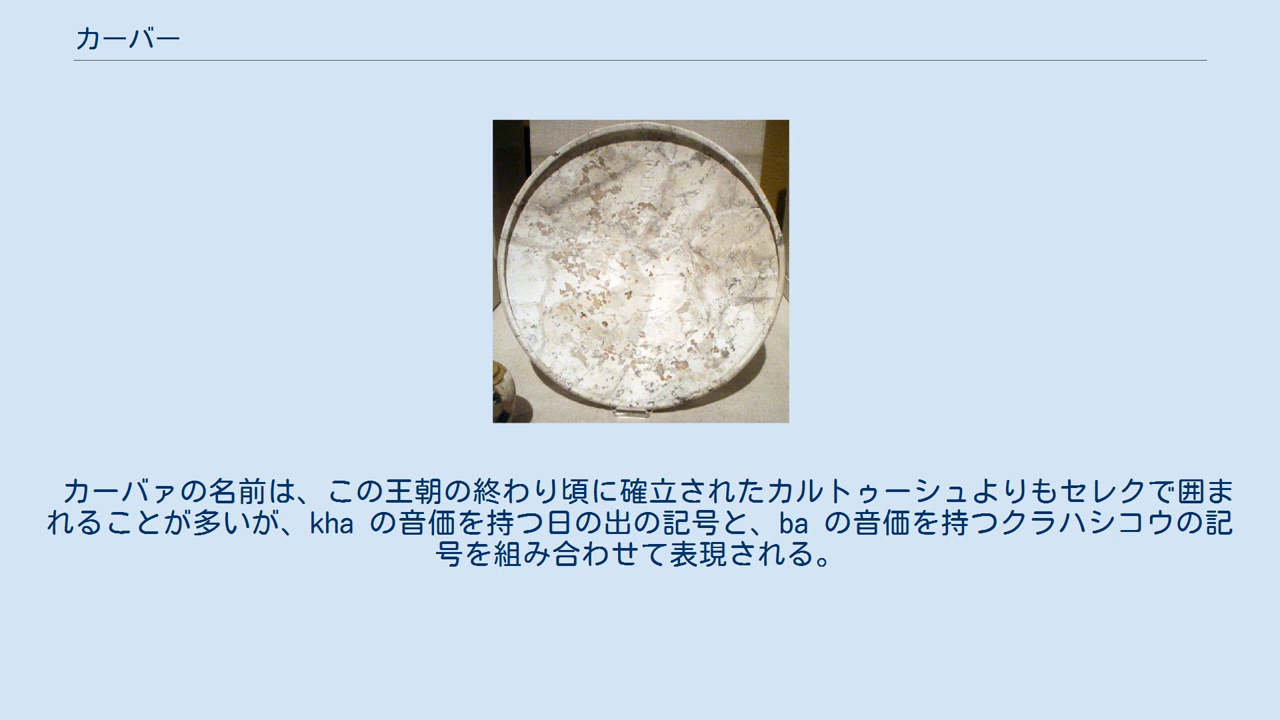 カーバー
カーバァの名前は、この王朝の終わり頃に確立されたカルトゥーシュよりもセレクで囲ま
れることが多いが、kha の音価を持つ日の出の記号と、ba の音価を持つクラハシコウの記
号を組み合わせて表現される。